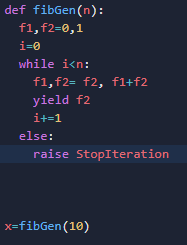 def fibGen(n):
  f1,f2=0,1
  i=0
  while i<n:
    f1,f2= f2, f1+f2
    yield f2
    i+=1
  else:
    raise StopIteration
x=fibGen(10)